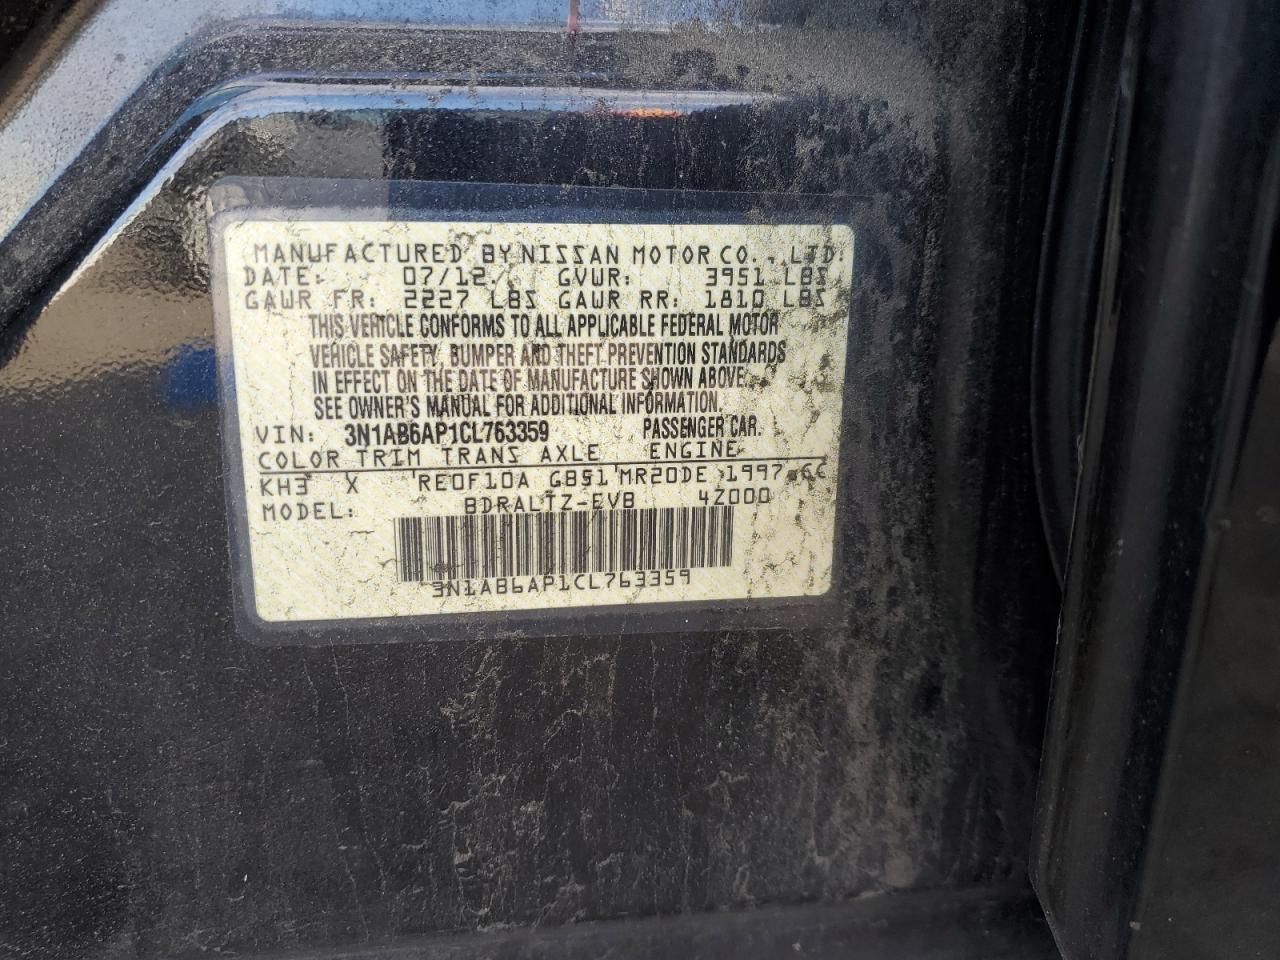 MANUFACTURED BY NISSAN MOTOR CO., LTD.
DATE: 07/12 GVWR: 3951 LBS
GAWR FR: 2227 LBS GAWR RR: 1810 LBS
THIS VEHICLE CONFORMS TO ALL APPLICABLE FEDERAL MOTOR
VEHICLE SAFETY, BUMPER AND THEFT PREVENTION STANDARDS
IN EFFECT ON THE DATE OF MANUFACTURE SHOWN ABOVE.
SEE OWNER'S MANUAL FOR ADDITIONAL INFORMATION.
VIN: 3N1AB6AP1CL763359 PASSENGER CAR.
COLOR TRIM TRANS AXLE ENGINE
KH3 X RE0F10A GB51 MR20DE 1997 CC
MODEL: BDRALTZ-EVB 4Z000
3N1AB6AP1CL763359